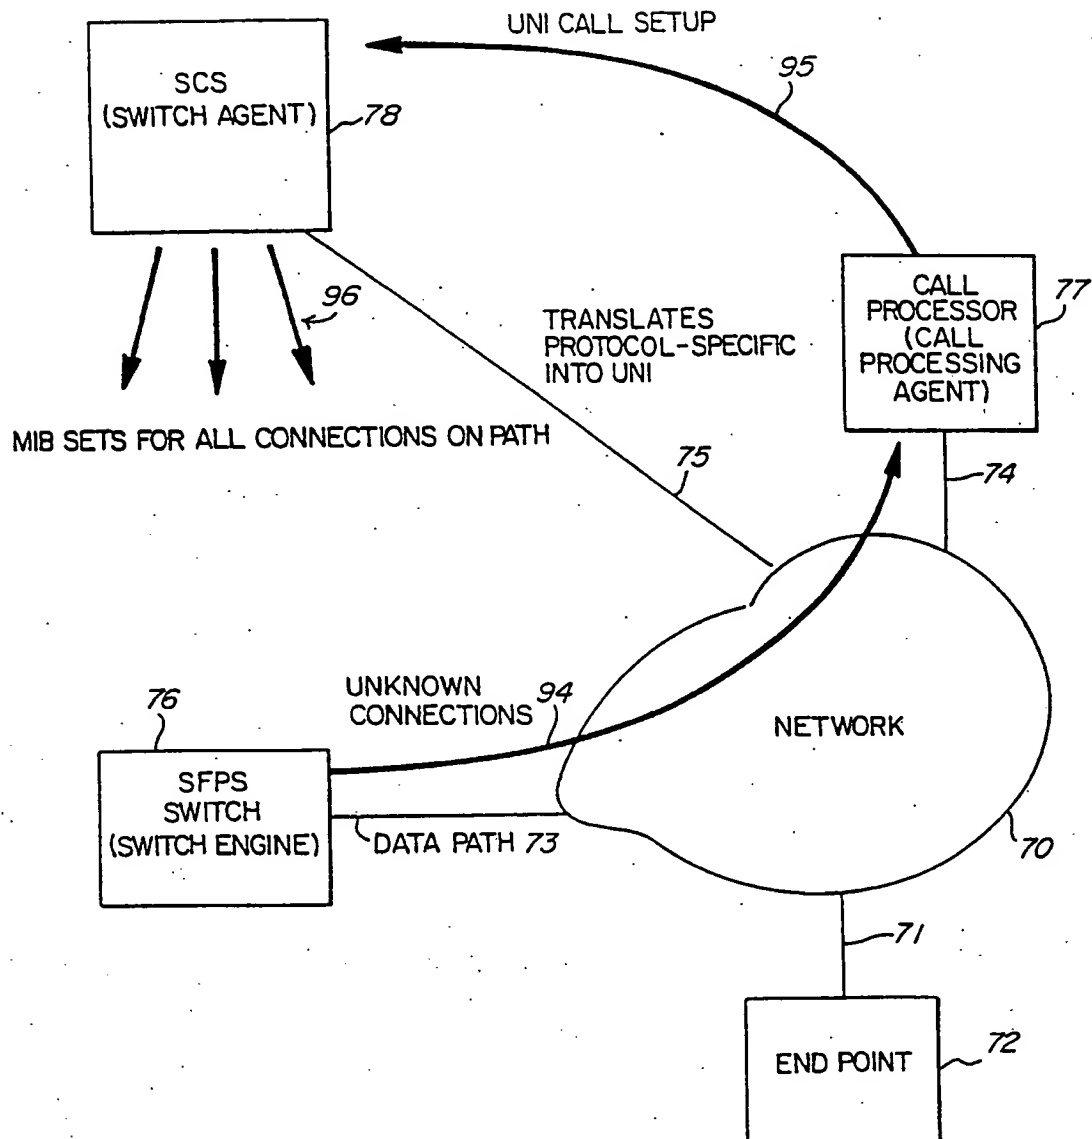 UNI CALL SETUP
95
SCS
(SWITCH AGENT)
78
96
CALL
PROCESSOR
(CALL
PROCESSING
AGENT)
77
TRANSLATES
PROTOCOL-SPECIFIC
INTO UNI
MIB SETS FOR ALL CONNECTIONS ON PATH
75
74
UNKNOWN
CONNECTIONS
94
76
NETWORK
SFPS
SWITCH
(SWITCH ENGINE)
DATA PATH 73
70
71
END POINT
72